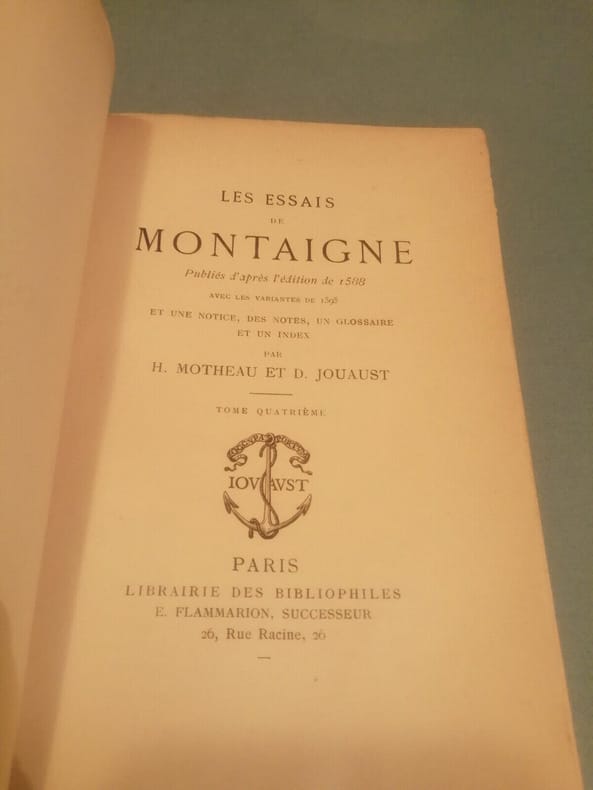 LES ESSAIS
DE
MONTAIGNE
Publiés d'après l'édition de 1588
AVEC LES VARIANTES DE 1595
ET UNE NOTICE, DES NOTES, UN GLOSSAIRE
ET UN INDEX
PAR
H. MOTHEAU ET D. JOUAUST
TOME QUATRIÈME
IOVAVST
PARIS
LIBRAIRIE DES BIBLIOPHILES
E. FLAMMARION, SUCCESSEUR
26, Rue Racine, 26